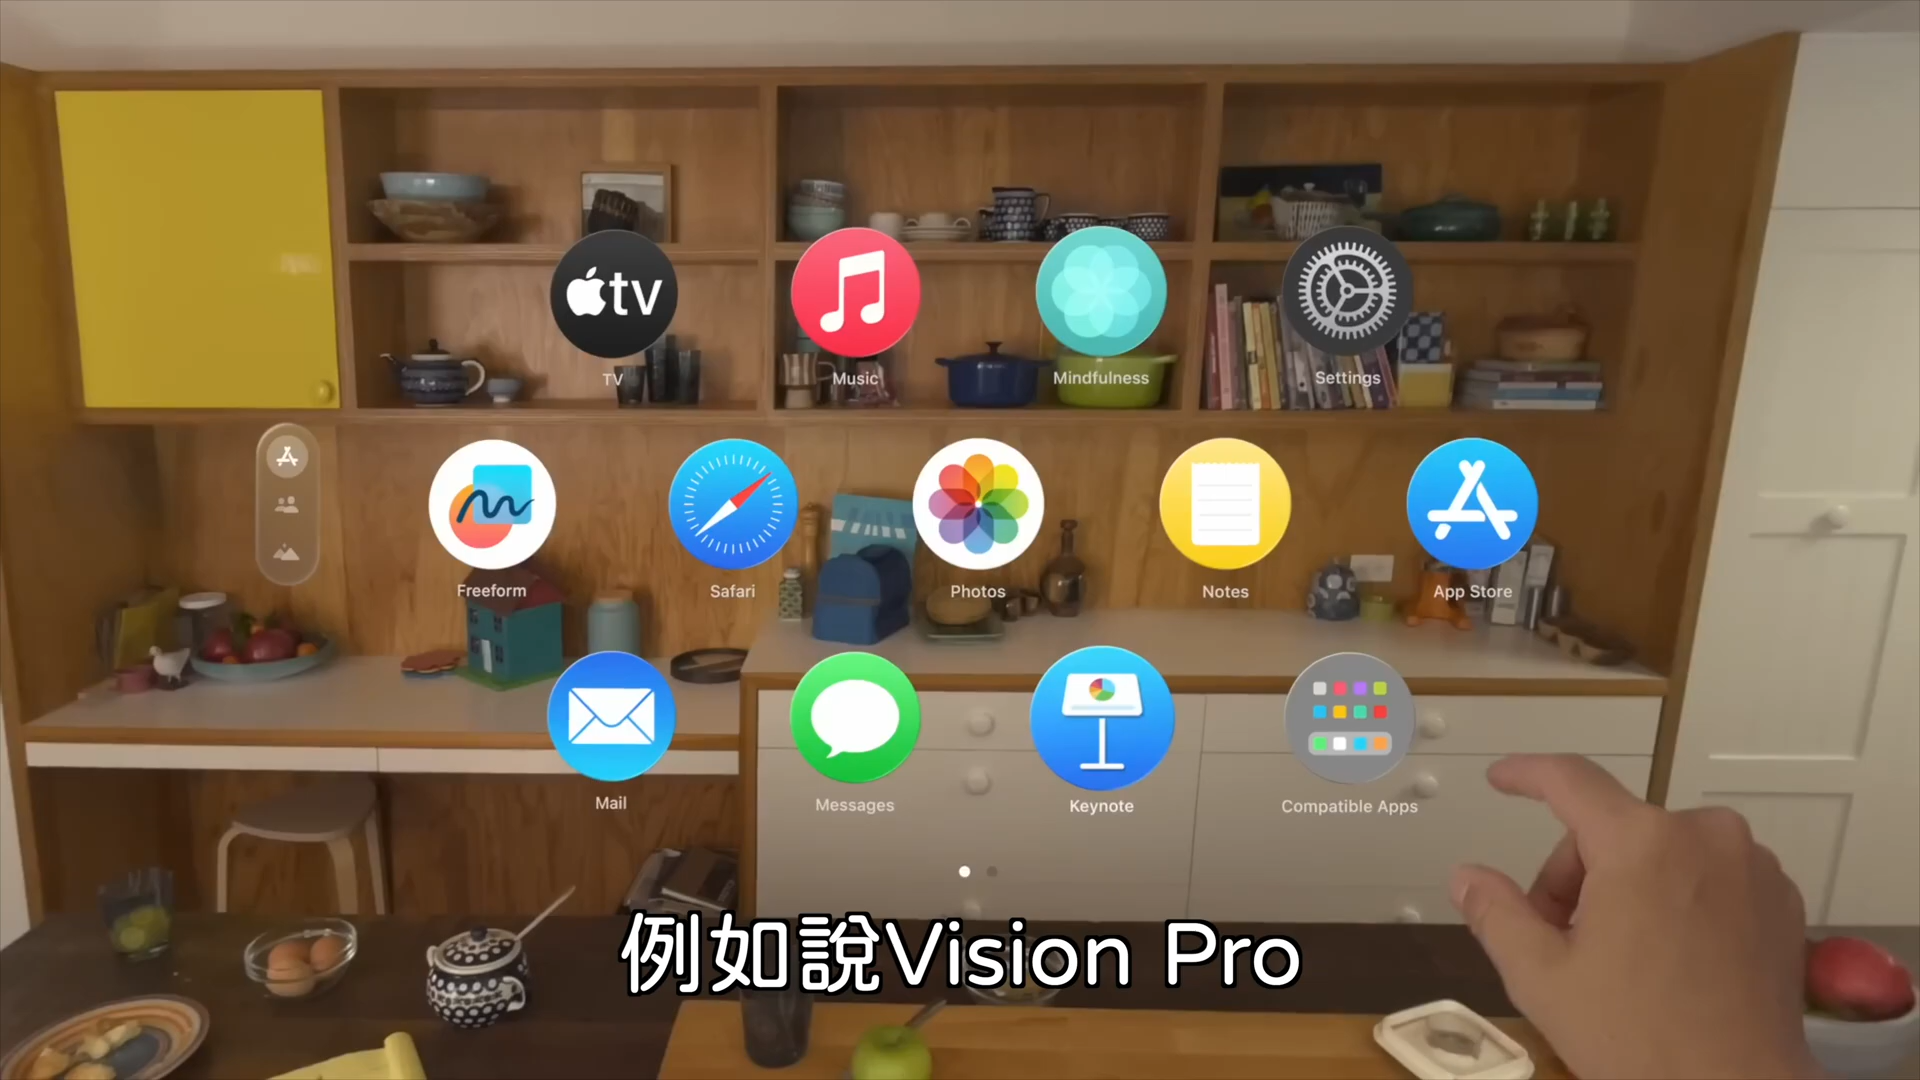 tv
TV
Music
Mindfulness
Settings
Freeform
Safari
Photos
Notes
App Store
Mail
Messages
Keynote
Compatible Apps
例如說Vision Pro